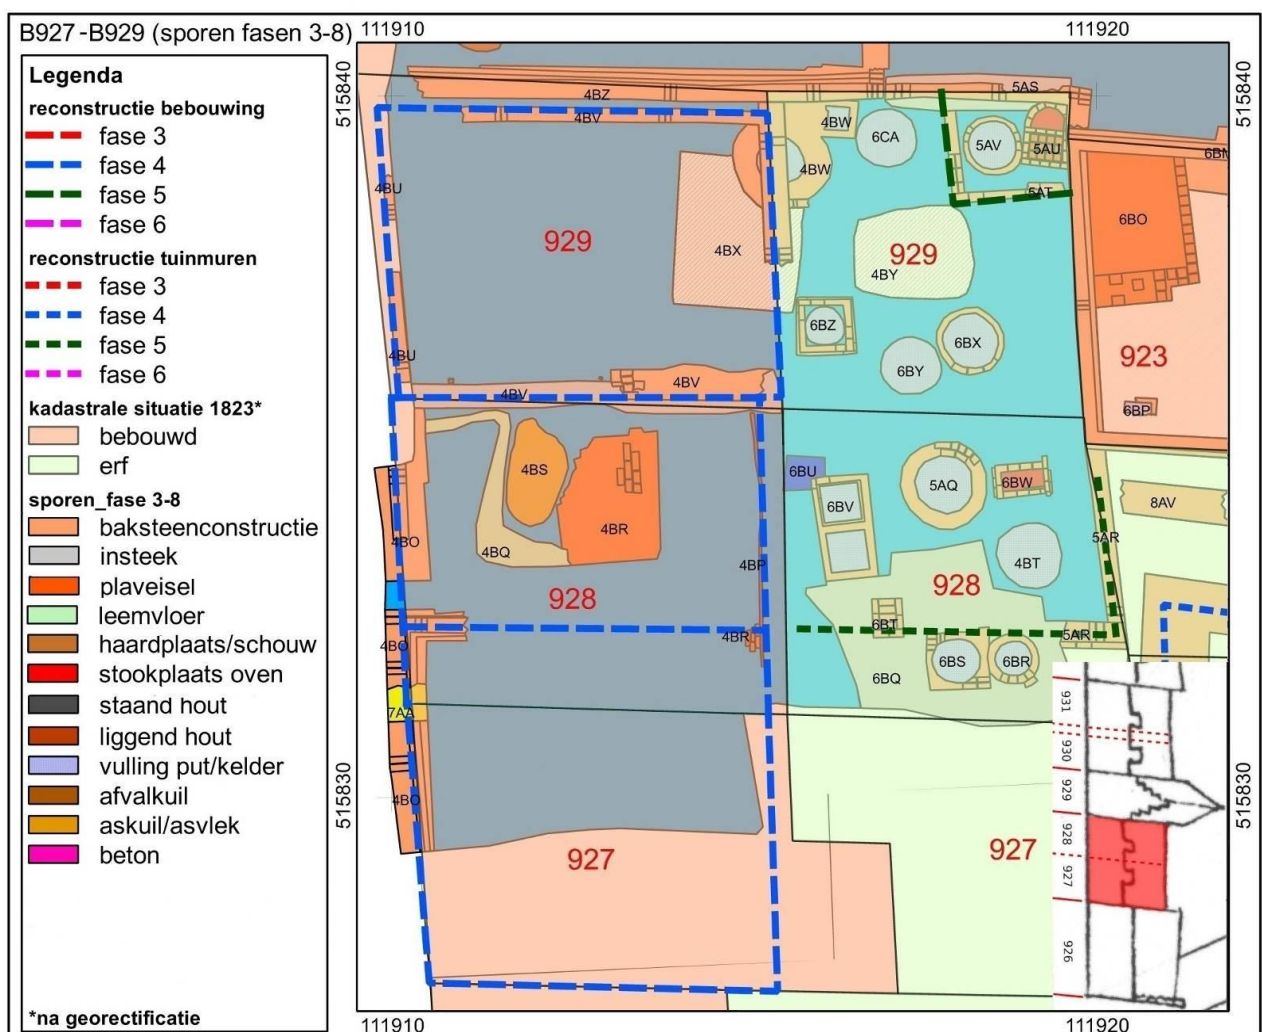 B927-B929 (sporen fasen 3-8)
Legenda
reconstructie bebouwing
fase 3
fase 4
fase 5
fase 6
reconstructie tuinmuren
fase 3
fase 4
fase 5
fase 6
kadastrale situatie 1823*
bebouwd
erf
sporen_fase 3-8
baksteenconstructie
insteek
plaveisel
leemvloer
haardplaats/schouw
stookplaats oven
staand hout
liggend hout
vulling put/kelder
afvalkuil
askuil/asvlek
beton
*na georectificatie
111910
111920
515840
515840
4BZ
5AS
4BV
4BW
6CA
5AV
5AU
4BW
4BU
5AT
6BO
929
4BX
929
4BY
6BZ
6BX
923
4BU
6BY
4BV
4BV
6BP
4BS
6BU
5AQ
6BW
6BV
8AV
4BR
4BO
4BQ
5AR
4BP
4BT
928
928
6BT
4BR
5AR
4BO
6BS
6BR
6BQ
7AA
515830
515830
4BO
927
927
931
930
929
928
927
926
111910
111920